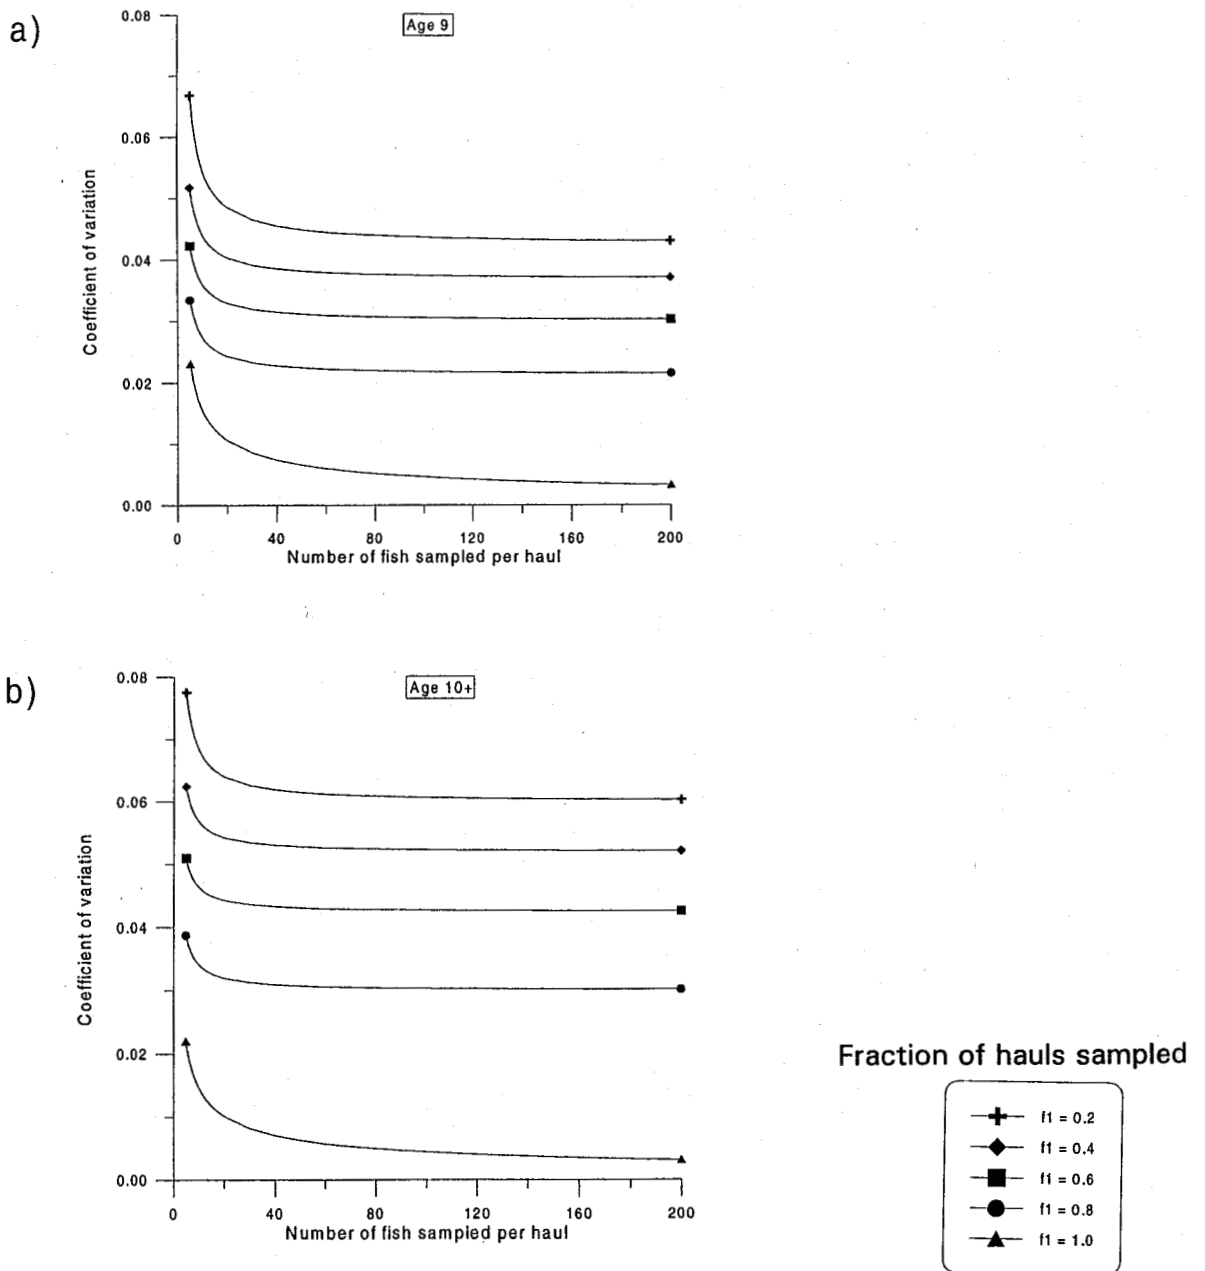 a)
Age 9
Coefficient of variation
0.08
0.06
0.04
0.02
0.00
0 40 80 120 160 200
Number of fish sampled per haul
b)
Age 10+
Coefficient of variation
0.08
0.06
0.04
0.02
0.00
0 40 80 120 160 200
Number of fish sampled per haul
Fraction of hauls sampled
f1 = 0.2
f1 = 0.4
f1 = 0.6
f1 = 0.8
f1 = 1.0